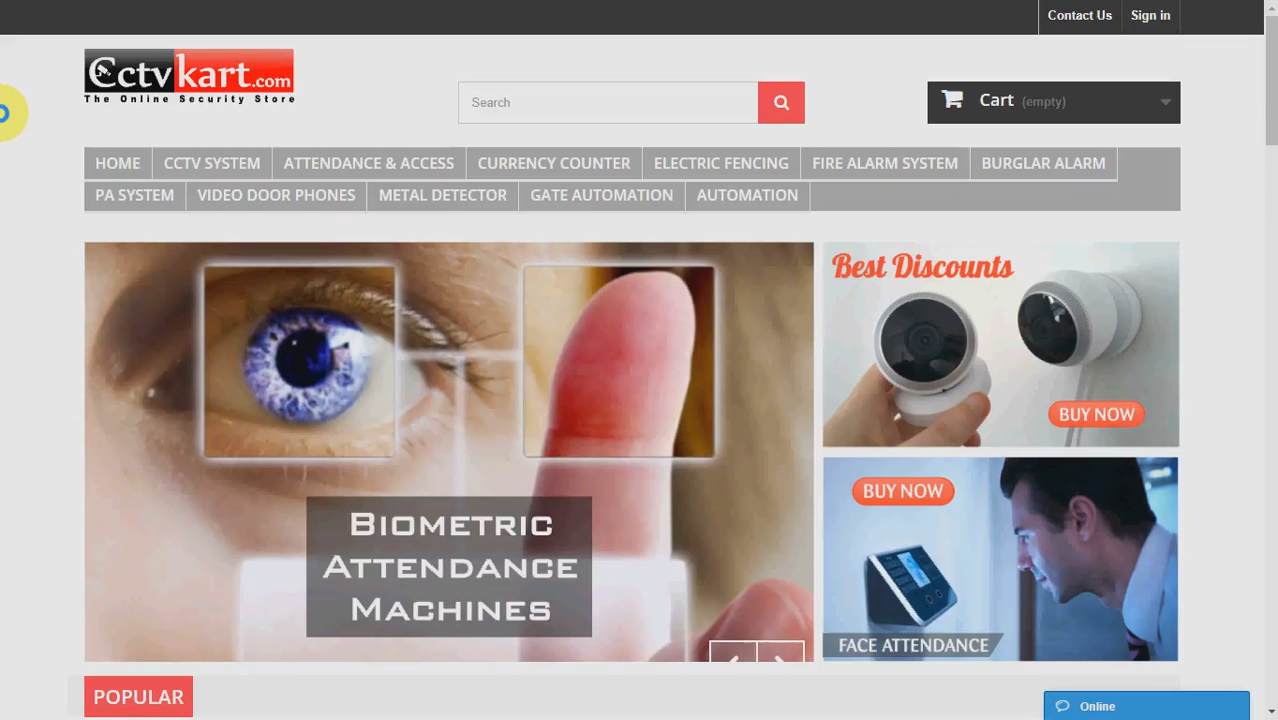 Contact Us Sign in
Cctvkart.com
The Online Security Store
Search
Cart (empty)
HOME CCTV SYSTEM ATTENDANCE & ACCESS CURRENCY COUNTER ELECTRIC FENCING FIRE ALARM SYSTEM BURGLAR ALARM
PA SYSTEM VIDEO DOOR PHONES METAL DETECTOR GATE AUTOMATION AUTOMATION
Best Discounts
BUY NOW
BUY NOW
FACE ATTENDANCE
BIOMETRIC
ATTENDANCE
MACHINES
POPULAR
Online